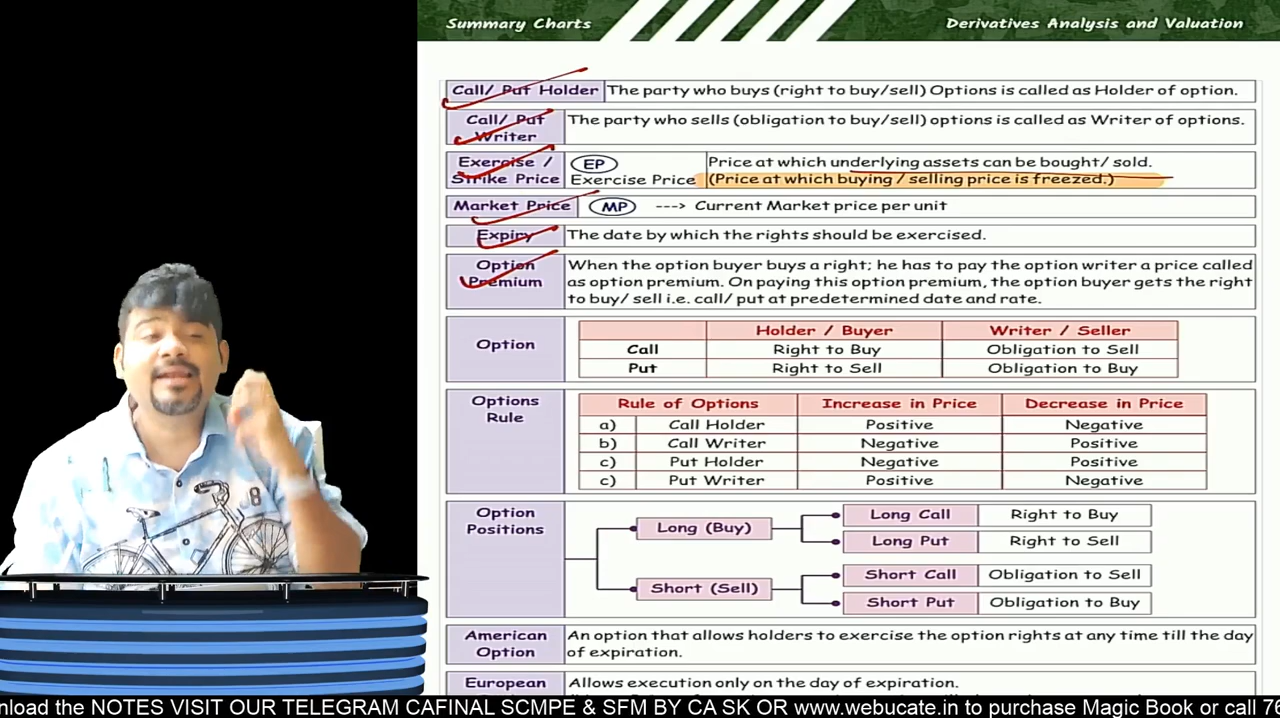 Summary Charts
Derivatives Analysis and Valuation
Call/ Put Holder The party who buys (right to buy/sell) Options is called as Holder of option.
Call/ Put Writer
The party who sells (obligation to buy/sell) options is called as Writer of options.
Exercise / Strike Price
EP
Exercise Price
Price at which underlying assets can be bought/ sold.
(Price at which buying / selling price is freezed.)
Market Price MP ---> Current Market price per unit
Expiry The date by which the rights should be exercised.
Option Premium
When the option buyer buys a right; he has to pay the option writer a price called
as option premium. On paying this option premium, the option buyer gets the right
to buy/ sell i.e. call/ put at predetermined date and rate.
Option
Holder / Buyer Writer / Seller
Call Right to Buy Obligation to Sell
Put Right to Sell Obligation to Buy
Options Rule
Rule of Options Increase in Price Decrease in Price
a) Call Holder Positive Negative
b) Call Writer Negative Positive
c) Put Holder Negative Positive
c) Put Writer Positive Negative
Option Positions
Long (Buy)
Long Call Right to Buy
Long Put Right to Sell
Short (Sell)
Short Call Obligation to Sell
Short Put Obligation to Buy
American Option
An option that allows holders to exercise the option rights at any time till the day
of expiration.
European Allows execution only on the day of expiration.
8
nload the NOTES VISIT OUR TELEGRAM CAFINAL SCMPE & SFM BY CA SK OR www.webucate.in to purchase Magic Book or call 76